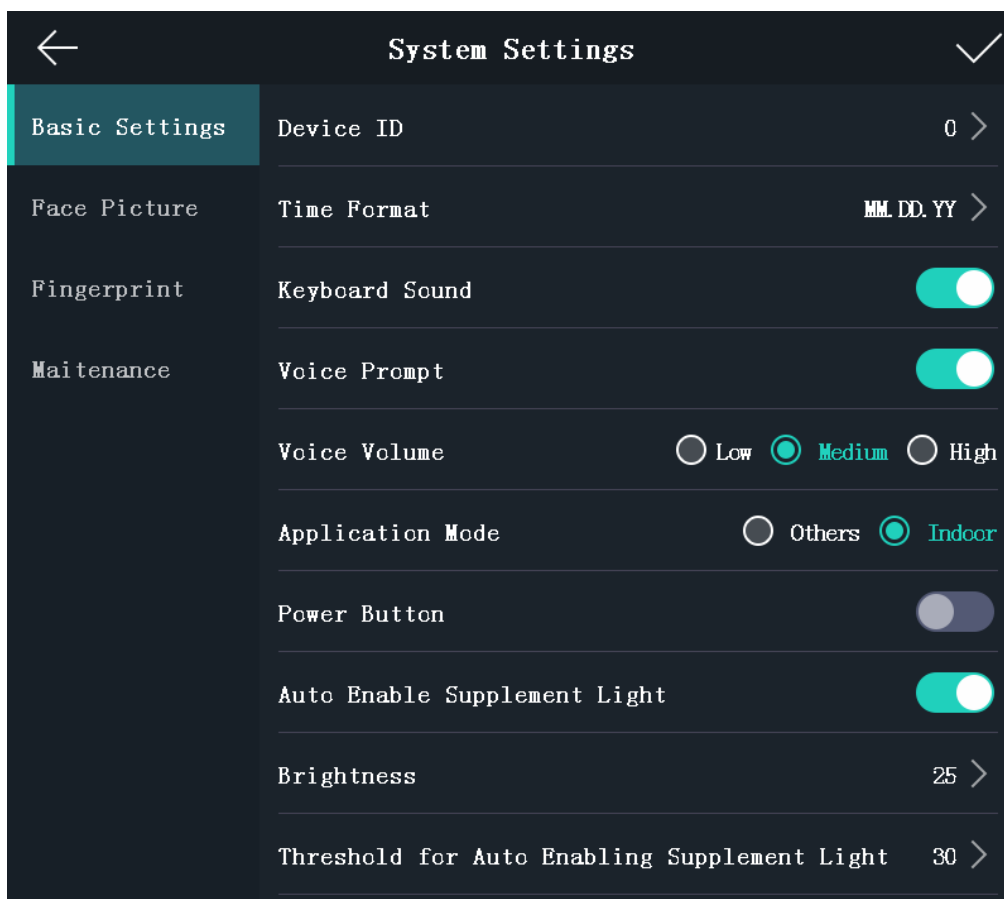 System Settings
Basic Settings
Face Picture
Fingerprint
Maitenance
Device ID 0
Time Format MM.DD.YY
Keyboard Sound
Voice Prompt
Voice Volume Low Medium High
Application Mode Others Indoor
Power Button
Auto Enable Supplement Light
Brightness 25
Threshold for Auto Enabling Supplement Light 30